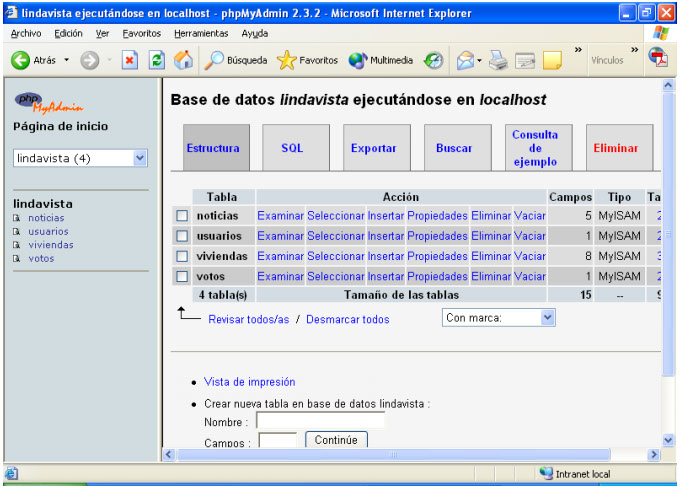 lindavista ejecutándose en localhost - phpMyAdmin 2.3.2 - Microsoft Internet Explorer
Archivo Edición Ver Favoritos Herramientas Ayuda
Atrás Búsqueda Favoritos Multimedia » Vínculos »
php
MyAdmin
Página de inicio
lindavista (4)
lindavista
noticias
usuarios
viviendas
votos
Base de datos lindavista ejecutándose en localhost
Estructura SQL Exportar Buscar Consulta de ejemplo Eliminar
Tabla Acción Campos Tipo Ta
noticias Examinar Seleccionar Insertar Propiedades Eliminar Vaciar 5 MyISAM 2
usuarios Examinar Seleccionar Insertar Propiedades Eliminar Vaciar 1 MyISAM 2
viviendas Examinar Seleccionar Insertar Propiedades Eliminar Vaciar 8 MyISAM 3
votos Examinar Seleccionar Insertar Propiedades Eliminar Vaciar 1 MyISAM 2
4 tabla(s) Tamaño de las tablas 15 --
Revisar todos/as / Desmarcar todos Con marca:
• Vista de impresión
• Crear nueva tabla en base de datos lindavista :
Nombre :
Campos : Continúe
Intranet local